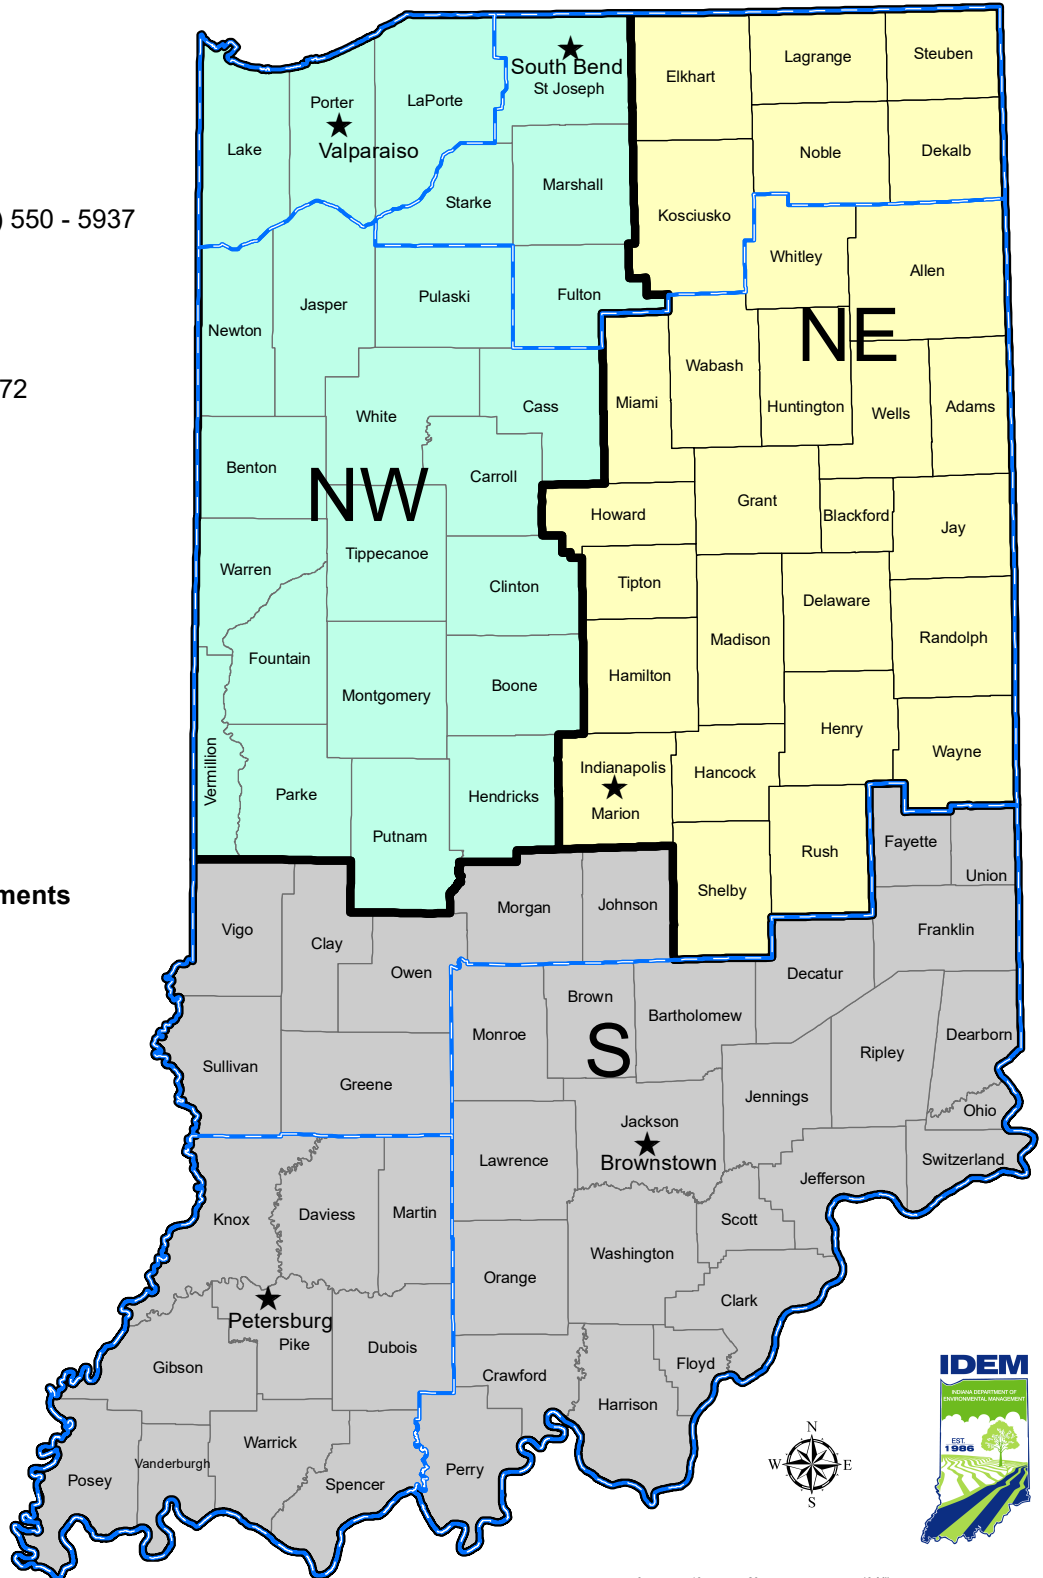 South Bend
St Joseph
Elkhart
Lagrange
Steuben
Porter
LaPorte
Lake
Valparaiso
Noble
Dekalb
Marshall
Starke
Kosciusko
) 550 - 5937
Whitley
Allen
Jasper
Pulaski
Fulton
Newton
NE
Wabash
72
White
Cass
Miami
Huntington
Wells
Adams
Benton
NW
Carroll
Howard
Grant
Blackford
Jay
Tippecanoe
Warren
Clinton
Tipton
Delaware
Madison
Randolph
Fountain
Montgomery
Boone
Hamilton
Henry
Wayne
Vermillion
Parke
Hendricks
Indianapolis
Marion
Hancock
Putnam
Rush
Fayette
Union
ments
Shelby
Morgan
Johnson
Vigo
Clay
Franklin
Owen
Decatur
Brown
Bartholomew
Monroe
S
Dearborn
Ripley
Sullivan
Greene
Jennings
Ohio
Jackson
Brownstown
Lawrence
Switzerland
Jefferson
Knox
Daviess
Martin
Scott
Washington
Orange
Clark
Petersburg
Pike
Dubois
Gibson
Crawford
Floyd
Harrison
Warrick
Vanderburgh
Posey
Spencer
Perry
N
W
E
S
IDEM
INDIANA DEPARTMENT OF
ENVIRONMENTAL MANAGEMENT
EST.
1986